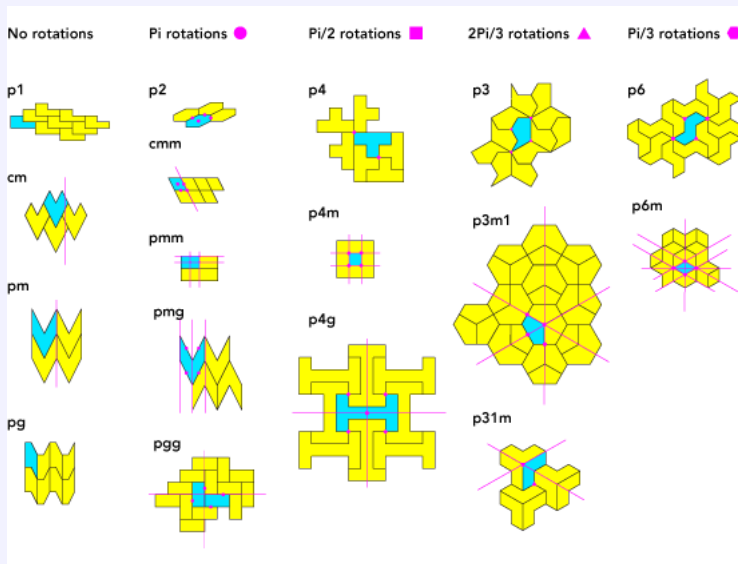 No rotations
Pi rotations
Pi/2 rotations
2Pi/3 rotations
Pi/3 rotations
p1
p2
p4
p3
p6
cmm
cm
p4m
p6m
p3m1
pmm
pm
pmg
p4g
p31m
pg
pgg